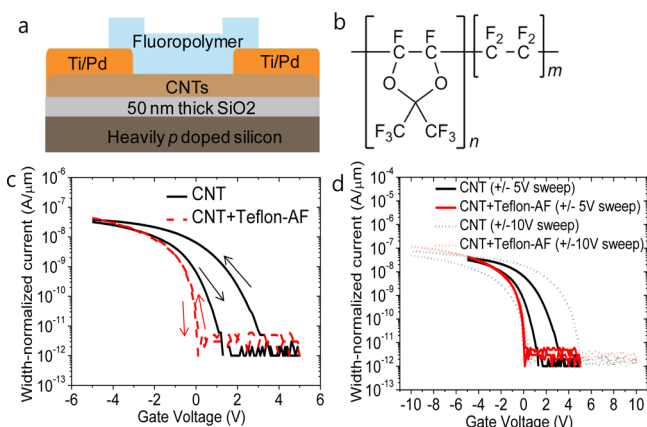 a
Fluoropolymer
Ti/Pd Ti/Pd
CNTs
50 nm thick SiO2
Heavily p doped silicon
b
F F F2 F2
C C C C
O O
C
F3C CF3
n
m
c
Width-normalized current (A/μm)
10-6
10-7
10-8
10-9
10-10
10-11
10-12
10-13
CNT
CNT+Teflon-AF
-6 -4 -2 0 2 4 6
Gate Voltage (V)
d
Width-normalized current (A/μm)
10-4
10-5
10-6
10-7
10-8
10-9
10-10
10-11
10-12
10-13
CNT (+/- 5V sweep)
CNT+Teflon-AF (+/- 5V sweep)
CNT (+/-10V sweep)
CNT+Teflon-AF (+/-10V sweep)
-10 -8 -6 -4 -2 0 2 4 6 8 10
Gate Voltage (V)